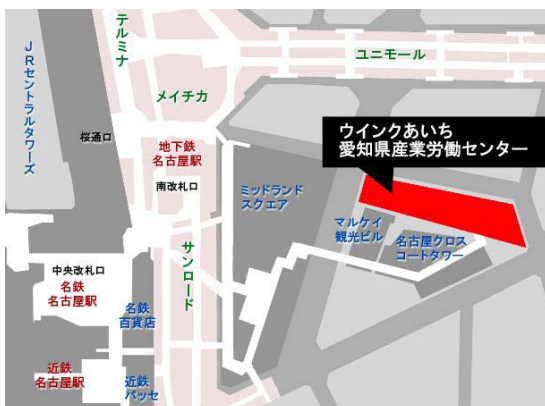 JRセントラルタワーズ
テルミナ
ユニモール
メイチカ
桜通口
地下鉄
名古屋駅
南改札口
ウインクあいち
愛知県産業労働センター
ミッドランド
スクエア
マルケイ
観光ビル
名古屋クロス
コートタワー
サンロード
中央改札口
名鉄
名古屋駅
名鉄
百貨店
近鉄
名古屋駅
近鉄
パッセ